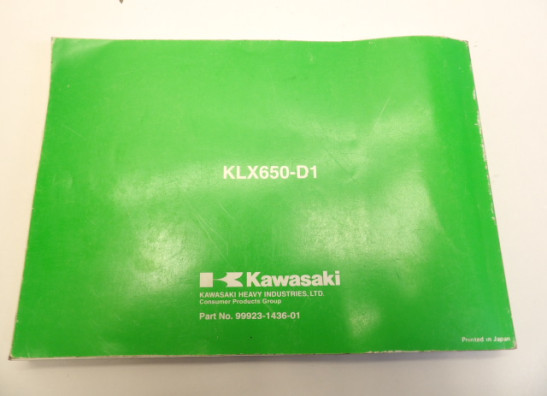 KLX650-D1
Kawasaki
KAWASAKI HEAVY INDUSTRIES, LTD.
Consumer Products Group
Part No. 99923-1436-01
Printed in Japan